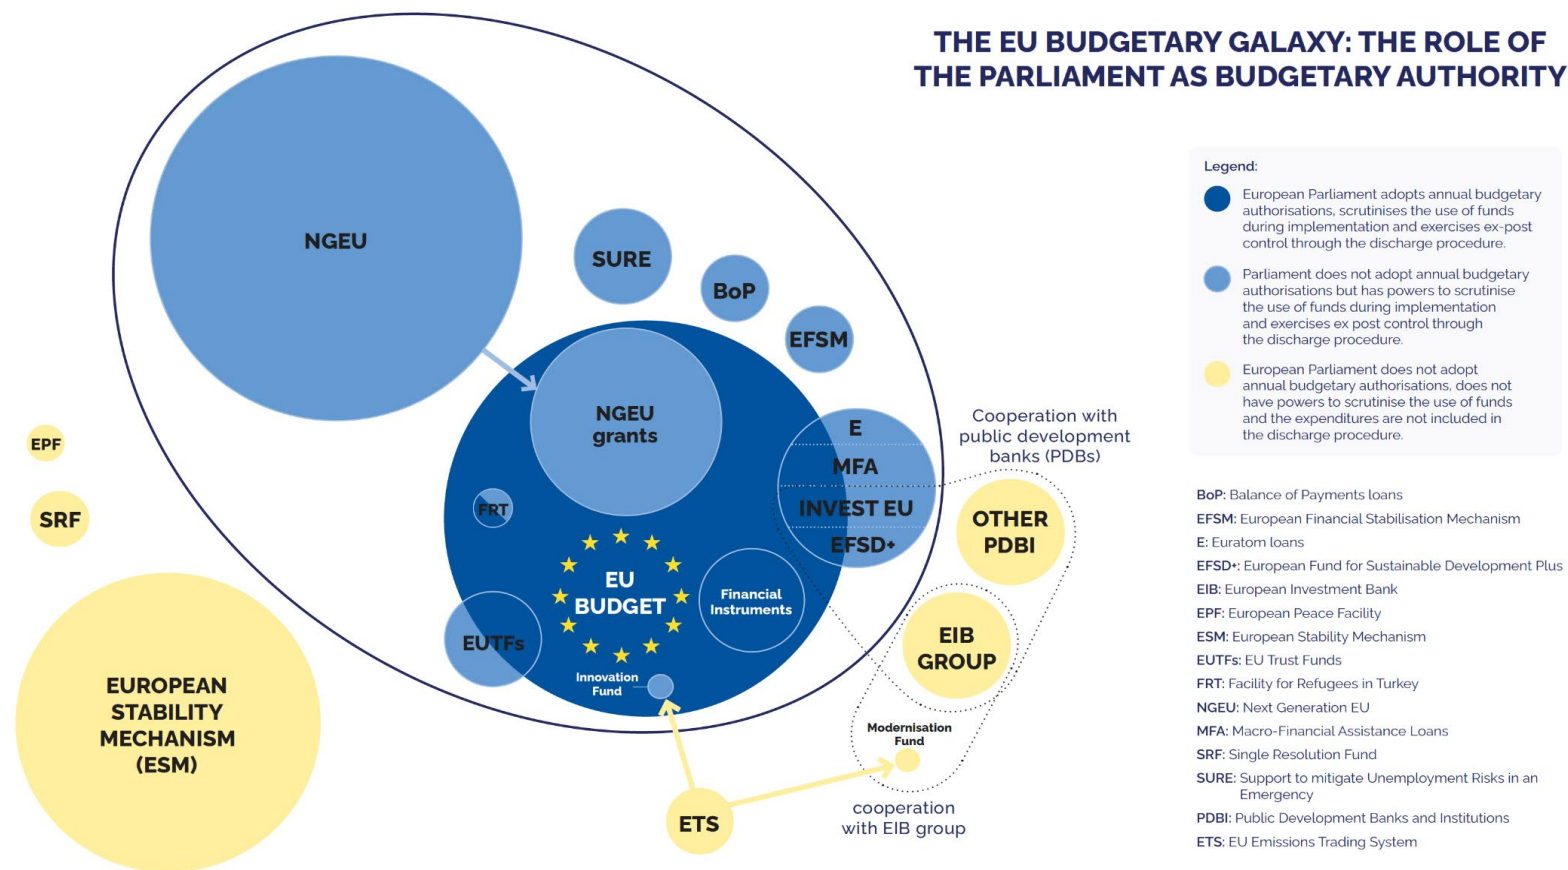 THE EU BUDGETARY GALAXY: THE ROLE OF
THE PARLIAMENT AS BUDGETARY AUTHORITY
NGEU
SURE
BoP
EFSM
NGEU
grants
E
MFA
INVEST EU
EFSD+
FRT
EU
BUDGET
Financial
Instruments
EUTFs
Innovation
Fund
EPF
SRF
EUROPEAN
STABILITY
MECHANISM
(ESM)
Cooperation with
public development
banks (PDBs)
OTHER
PDBI
EIB
GROUP
Modernisation
Fund
ETS
cooperation
with EIB group
Legend:
European Parliament adopts annual budgetary
authorisations, scrutinises the use of funds
during implementation and exercises ex-post
control through the discharge procedure.
Parliament does not adopt annual budgetary
authorisations but has powers to scrutinise
the use of funds during implementation
and exercises ex post control through
the discharge procedure.
European Parliament does not adopt
annual budgetary authorisations, does not
have powers to scrutinise the use of funds
and the expenditures are not included in
the discharge procedure.
BoP: Balance of Payments loans
EFSM: European Financial Stabilisation Mechanism
E: Euratom loans
EFSD+: European Fund for Sustainable Development Plus
EIB: European Investment Bank
EPF: European Peace Facility
ESM: European Stability Mechanism
EUTFs: EU Trust Funds
FRT: Facility for Refugees in Turkey
NGEU: Next Generation EU
MFA: Macro-Financial Assistance Loans
SRF: Single Resolution Fund
SURE: Support to mitigate Unemployment Risks in an
Emergency
PDBI: Public Development Banks and Institutions
ETS: EU Emissions Trading System